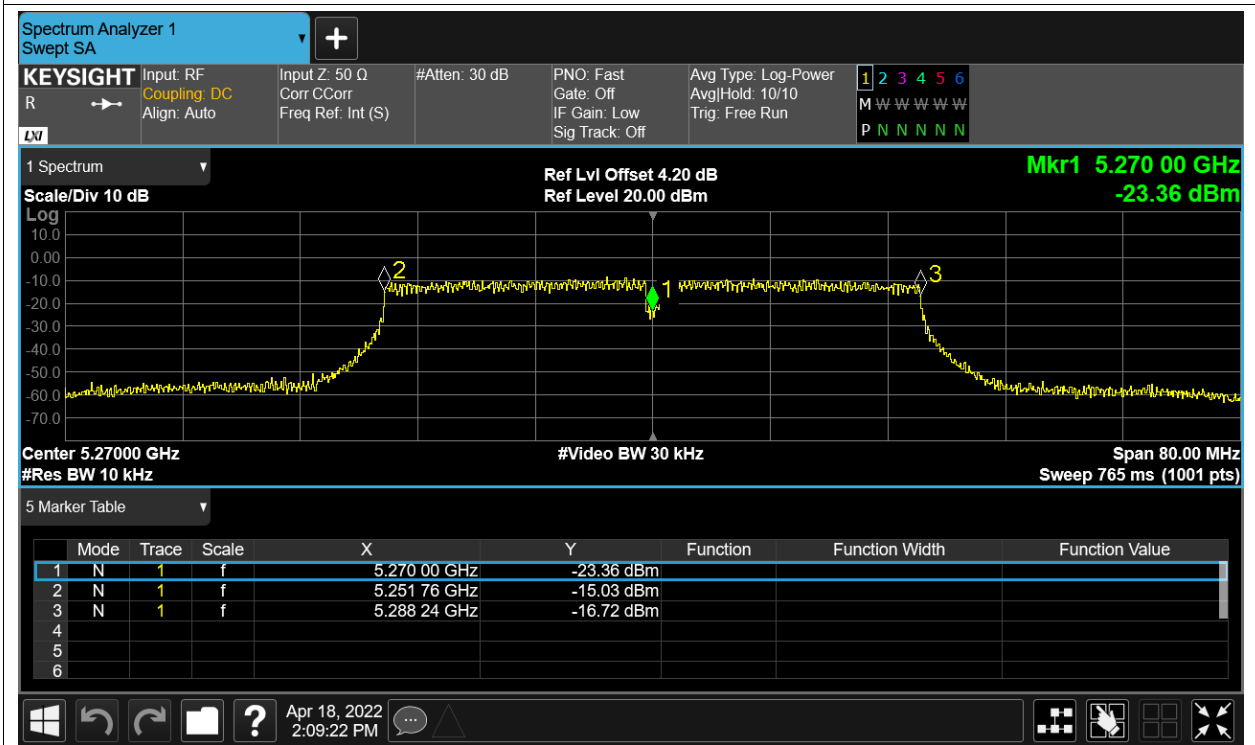 Spectrum Analyzer 1
Swept SA
KEYSIGHT
R
LXI
Input: RF
Coupling: DC
Align: Auto
Input Z: 50 Ω
Corr CCorr
Freq Ref: Int (S)
#Atten: 30 dB
PNO: Fast
Gate: Off
IF Gain: Low
Sig Track: Off
Avg Type: Log-Power
Avg|Hold: 10/10
Trig: Free Run
1 2 3 4 5 6
M W W W W W
P N N N N N
1 Spectrum
Scale/Div 10 dB
Ref Lvl Offset 4.20 dB
Ref Level 20.00 dBm
Mkr1 5.270 00 GHz
-23.36 dBm
Log
10.0
0.00
-10.0
-20.0
-30.0
-40.0
-50.0
-60.0
-70.0
2
1
3
Center 5.27000 GHz
#Video BW 30 kHz
Span 80.00 MHz
#Res BW 10 kHz
Sweep 765 ms (1001 pts)
5 Marker Table
Mode Trace Scale X Y Function Function Width Function Value
1 N 1 f 5.270 00 GHz -23.36 dBm
2 N 1 f 5.251 76 GHz -15.03 dBm
3 N 1 f 5.288 24 GHz -16.72 dBm
4
5
6
?
Apr 18, 2022
2:09:22 PM